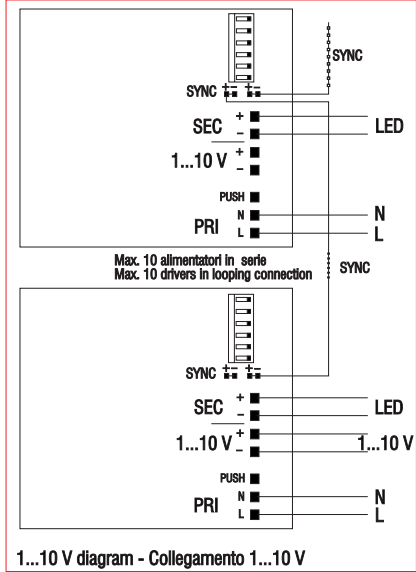 SYNC
+ - + -
SYNC
+
SEC
LED
-
1...10 V
+
-
PUSH
N
N
PRI
L
L
Max. 10 alimentatori in serie
Max. 10 drivers in looping connection
SYNC
+ - + -
SYNC
+
SEC
LED
-
+
1...10 V
1...10 V
-
PUSH
N
N
PRI
L
L
1...10 V diagram - Collegamento 1...10 V